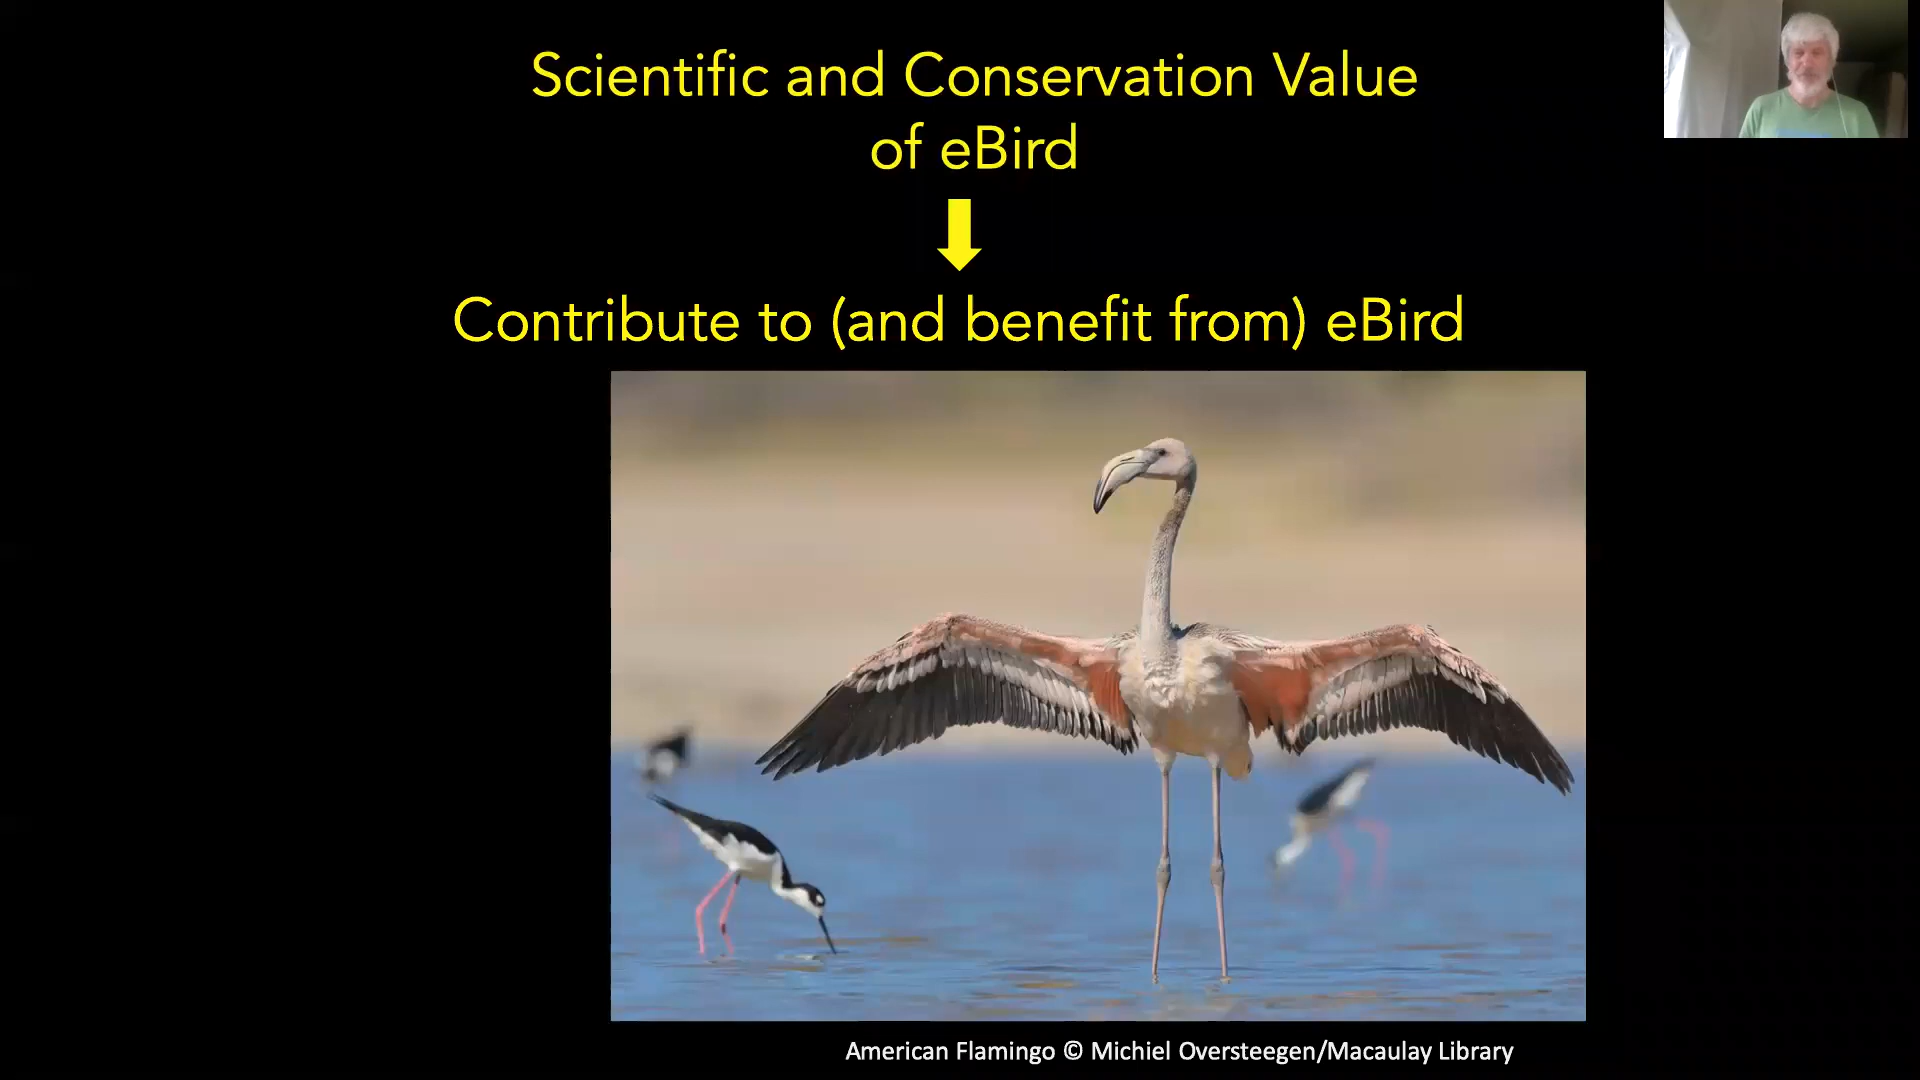 Scientific and Conservation Value
of eBird
Contribute to (and benefit from) eBird
American Flamingo © Michiel Oversteegen/Macaulay Library